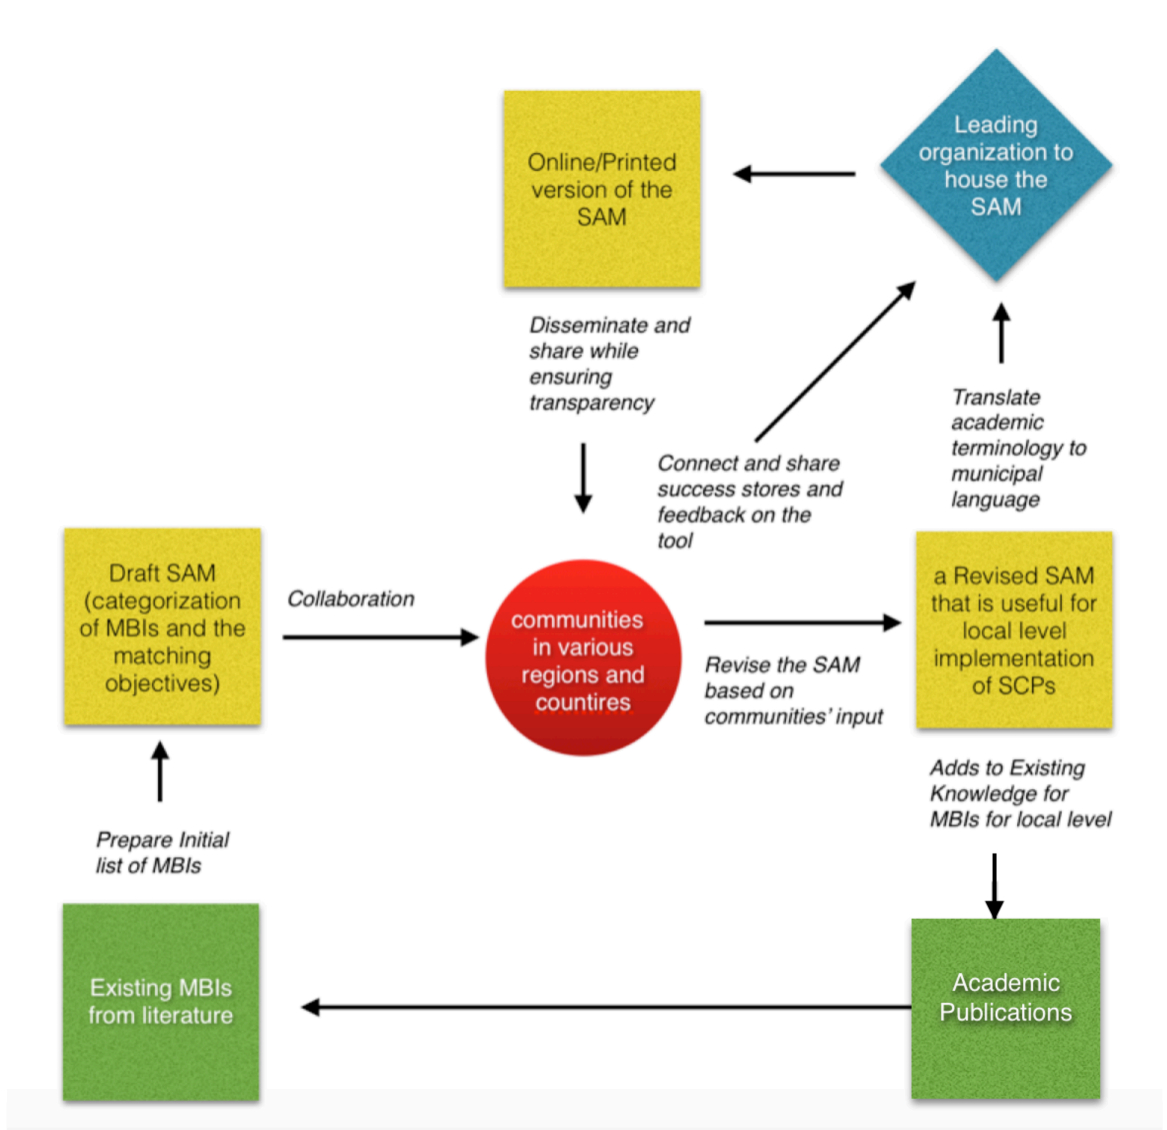 Leading
organization to
house the
SAM
Online/Printed
version of the
SAM
Disseminate and
share while
ensuring
transparency
Connect and share
success stores and
feedback on the
tool
Translate
academic
terminology to
municipal
language
Draft SAM
(categorization
of MBIs and the
matching
objectives)
Collaboration
communities
in various
regions and
countires
Revise the SAM
based on
communities' input
a Revised SAM
that is useful for
local level
implementation
of SCPs
Adds to Existing
Knowledge for
MBIs for local level
Prepare Initial
list of MBIs
Existing MBIs
from literature
Academic
Publications